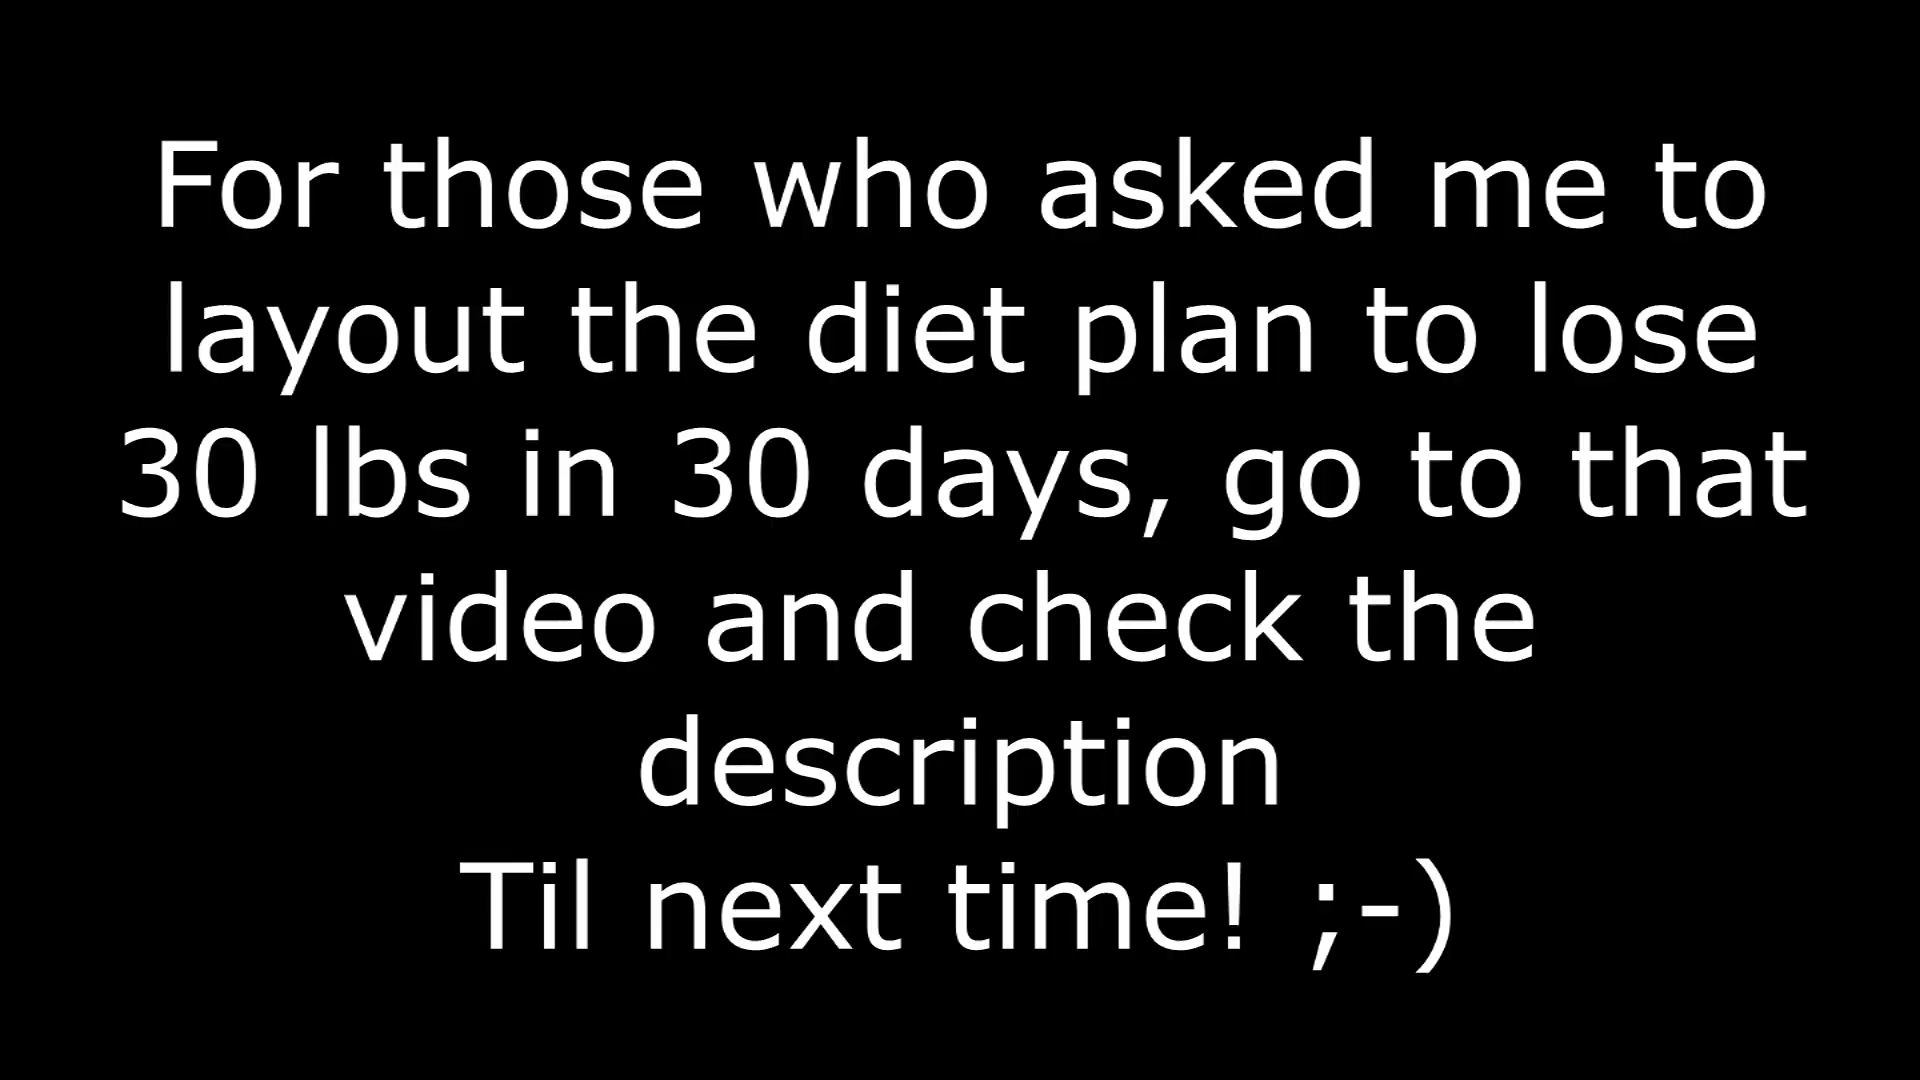 For those who asked me to
layout the diet plan to lose
30 lbs in 30 days, go to that
video and check the
description
Til next time! ;-)